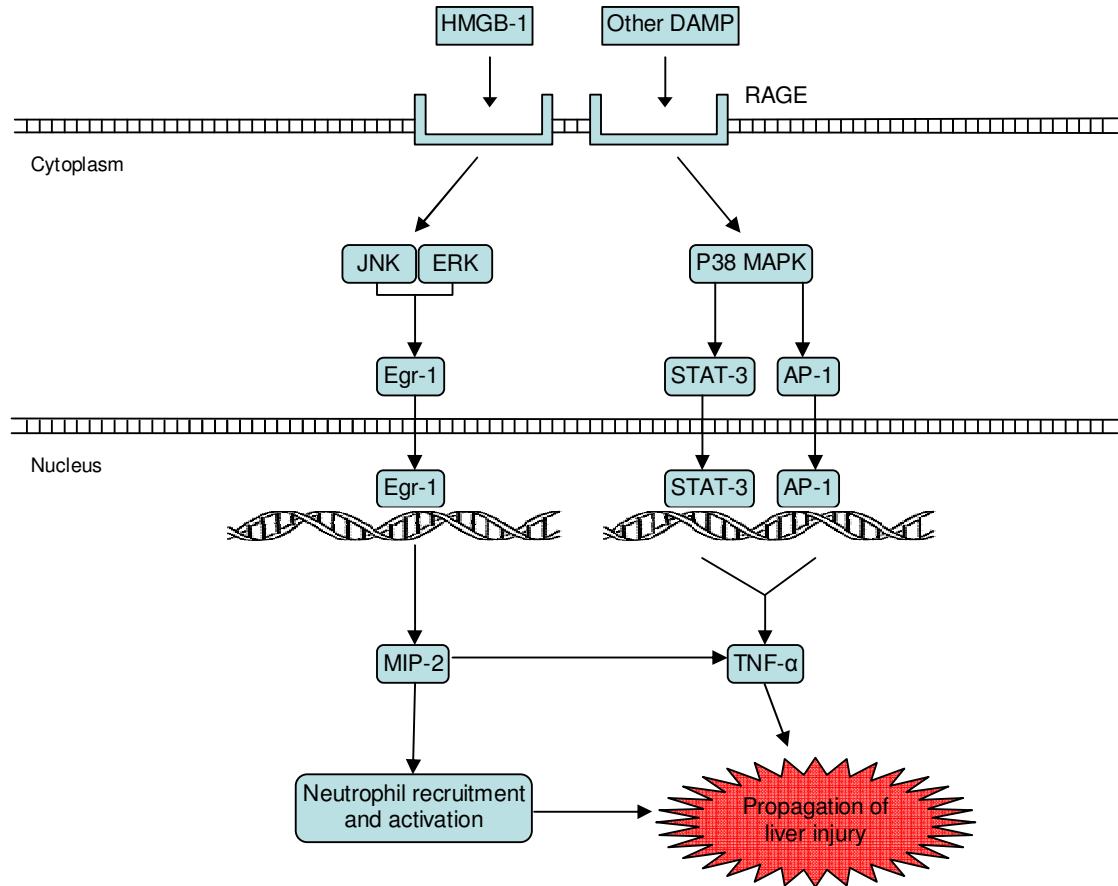 HMGB-1
Other DAMP
RAGE
Cytoplasm
JNK
ERK
P38 MAPK
Egr-1
STAT-3
AP-1
Nucleus
Egr-1
STAT-3
AP-1
MIP-2
TNF-α
Neutrophil recruitment
and activation
Propagation of
liver injury